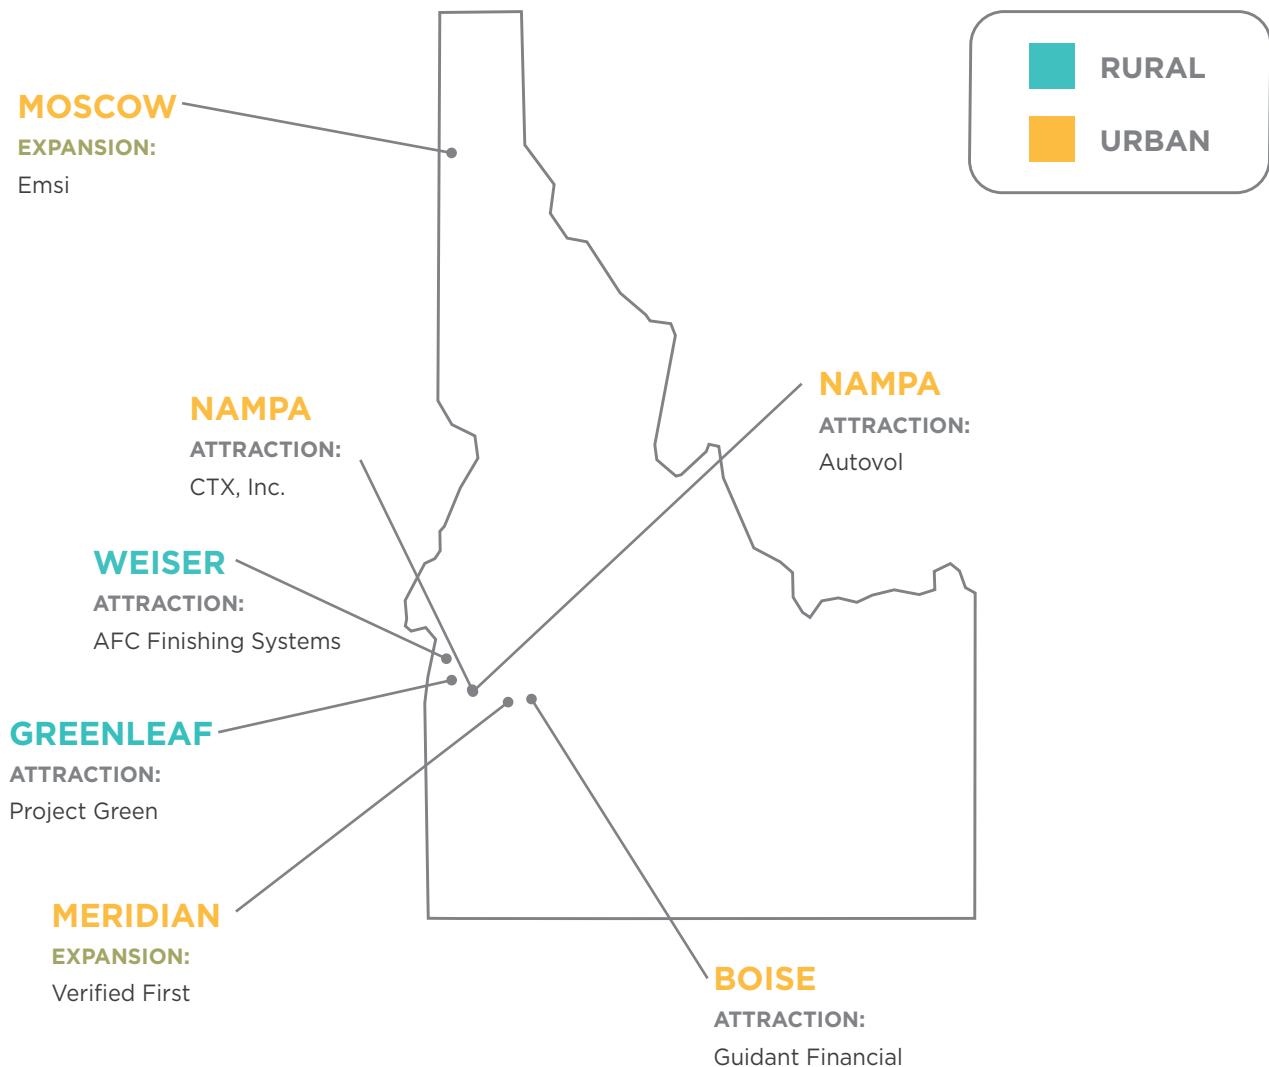 RURAL
URBAN
MOSCOW
EXPANSION:
Emsi
NAMPA
ATTRACTION:
Autovol
NAMPA
ATTRACTION:
CTX, Inc.
WEISER
ATTRACTION:
AFC Finishing Systems
GREENLEAF
ATTRACTION:
Project Green
MERIDIAN
EXPANSION:
Verified First
BOISE
ATTRACTION:
Guidant Financial